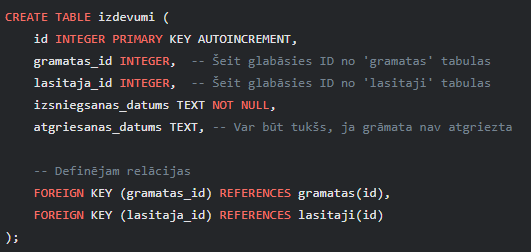 CREATE TABLE izdevumi (
    id INTEGER PRIMARY KEY AUTOINCREMENT,
    gramatas_id INTEGER,  -- Šeit glabāsies ID no 'gramatas' tabulas
    lasitaja_id INTEGER,  -- Šeit glabāsies ID no 'lasitaji' tabulas
    izsniegsanas_datums TEXT NOT NULL,
    atgriesanas_datums TEXT, -- Var būt tukšs, ja grāmata nav atgriezta

    -- Definējam relācijas
    FOREIGN KEY (gramatas_id) REFERENCES gramatas(id),
    FOREIGN KEY (lasitaja_id) REFERENCES lasitaji(id)
);